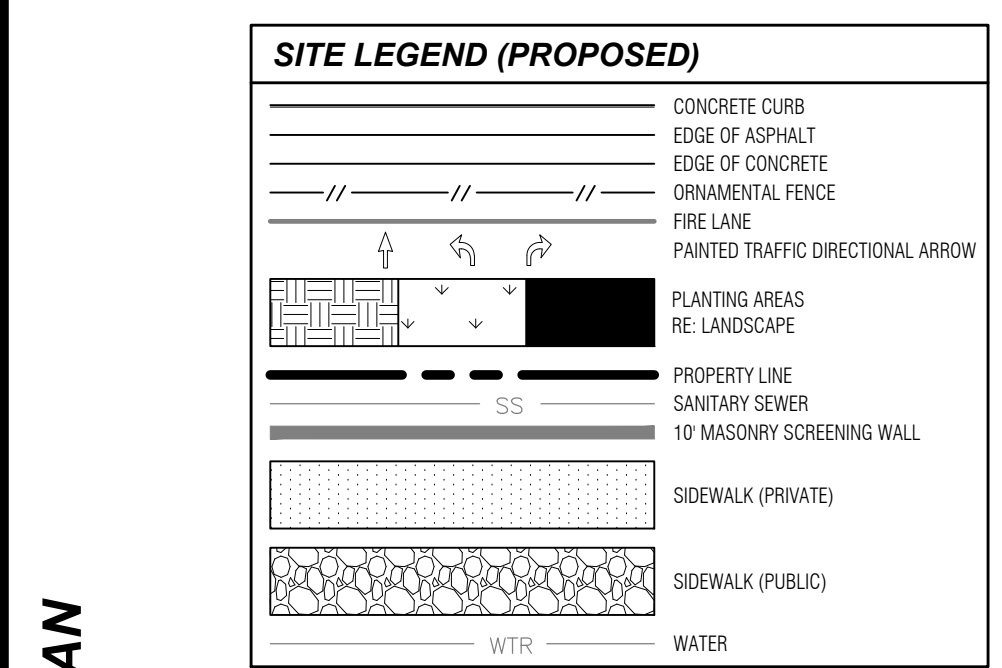 SITE LEGEND (PROPOSED)
CONCRETE CURB
EDGE OF ASPHALT
EDGE OF CONCRETE
ORNAMENTAL FENCE
FIRE LANE
PAINTED TRAFFIC DIRECTIONAL ARROW
PLANTING AREAS
RE: LANDSCAPE
PROPERTY LINE
SS SANITARY SEWER
10' MASONRY SCREENING WALL
SIDEWALK (PRIVATE)
SIDEWALK (PUBLIC)
WTR WATER
AN